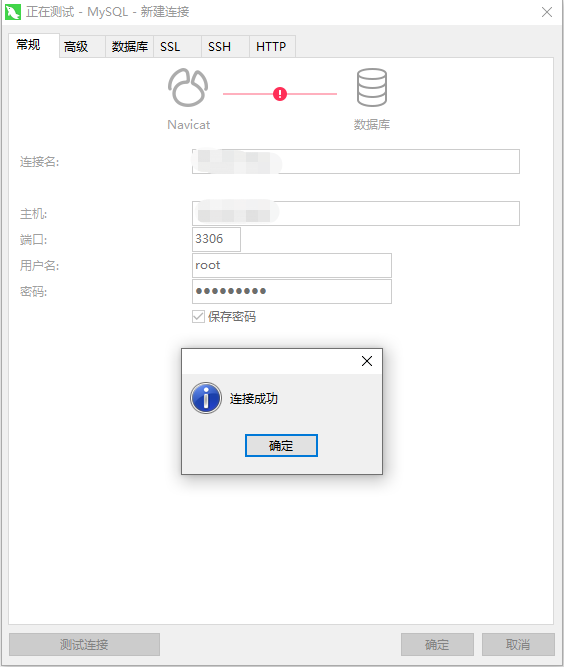 正在测试 - MySQL - 新建连接
常规 高级 数据库 SSL SSH HTTP
Navicat 数据库
连接名:
主机:
端口: 3306
用户名: root
密码: ●●●●●●●●●
保存密码
连接成功
确定
测试连接 确定 取消